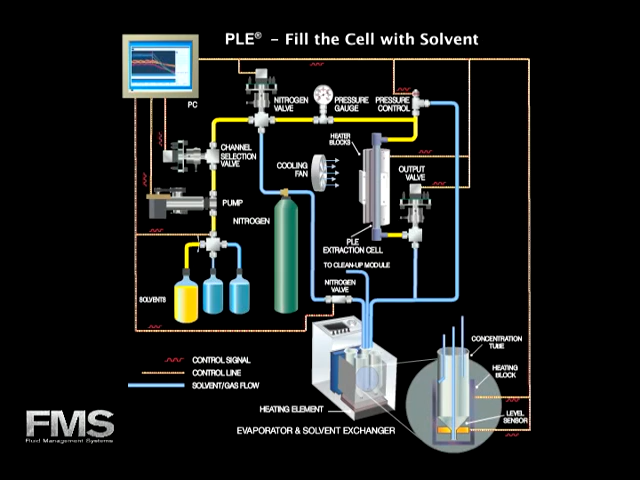 PLE® – Fill the Cell with Solvent
PC
NITROGEN
VALVE
PRESSURE
GAUGE
PRESSURE
CONTROL
CHANNEL
SELECTION
VALVE
HEATER
BLOCKS
COOLING
FAN
OUTPUT
VALVE
PUMP
NITROGEN
PLE
EXTRACTION CELL
TO CLEAN-UP MODULE
NITROGEN
VALVE
SOLVENTS
CONCENTRATION
TUBE
HEATING
BLOCK
LEVEL
SENSOR
CONTROL SIGNAL
CONTROL LINE
SOLVENT/GAS FLOW
HEATING ELEMENT
EVAPORATOR & SOLVENT EXCHANGER
FMS
Fluid Management Systems